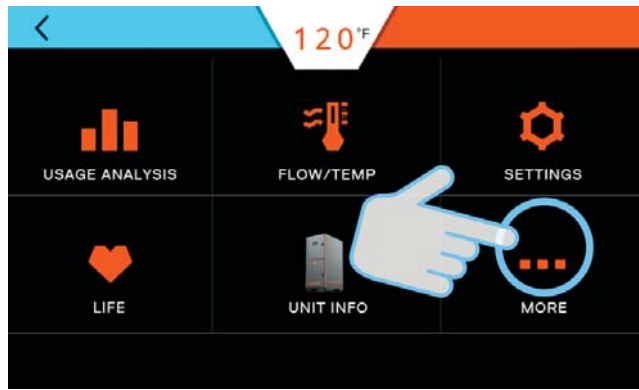 120°F
USAGE ANALYSIS
FLOW/TEMP
SETTINGS
LIFE
UNIT INFO
MORE